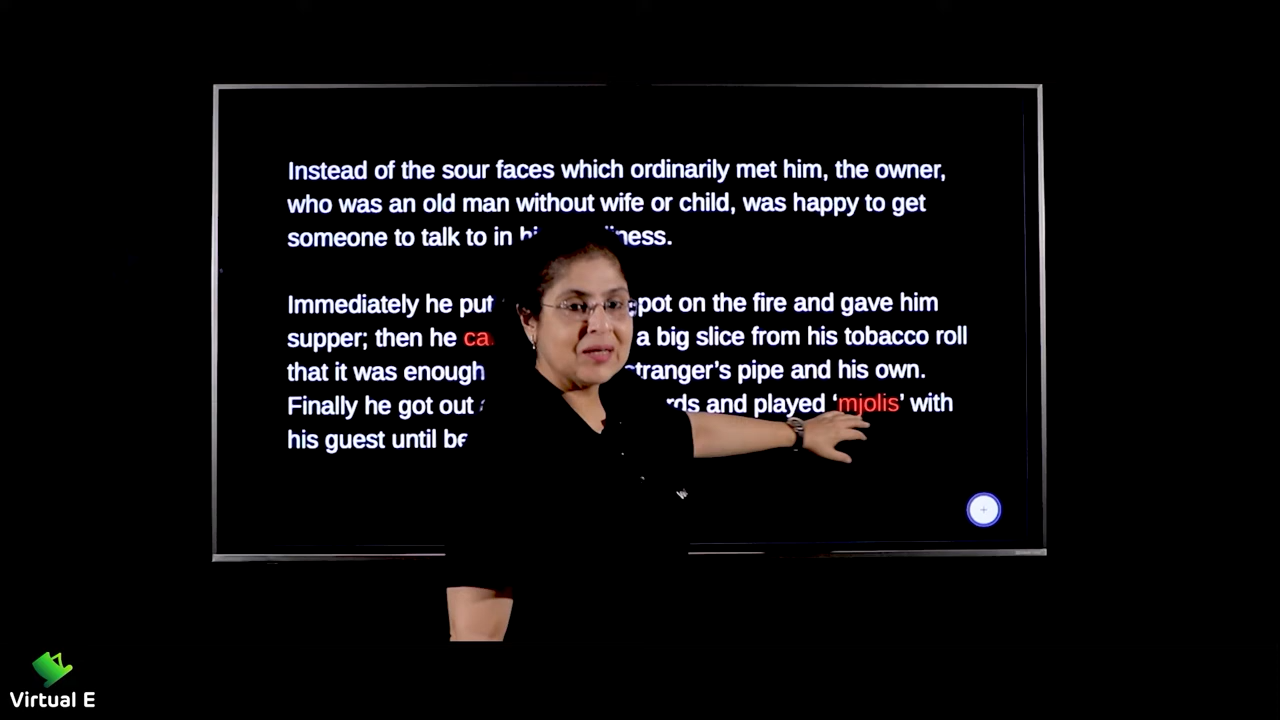 Instead of the sour faces which ordinarily met him, the owner,
who was an old man without wife or child, was happy to get
someone to talk to in
Immediately he put pot on the fire and gave him
supper; then he a big slice from his tobacco roll
that it was enough stranger's pipe and his own.
Finally he got out and played ‘mjolis’ with
his guest until
Virtual E